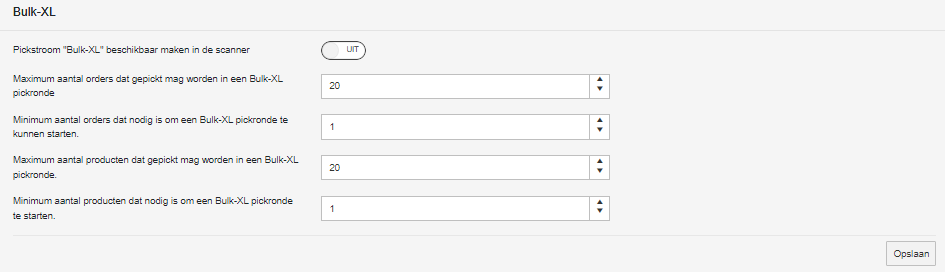 Bulk-XL
Pickstroom "Bulk-XL" beschikbaar maken in de scanner
UIT
Maximum aantal orders dat gepickt mag worden in een Bulk-XL
pickronde
20
Minimum aantal orders dat nodig is om een Bulk-XL pickronde te
kunnen starten.
1
Maximum aantal producten dat gepickt mag worden in een Bulk-XL
pickronde.
20
Minimum aantal producten dat nodig is om een Bulk-XL pickronde
te starten.
1
Opslaan